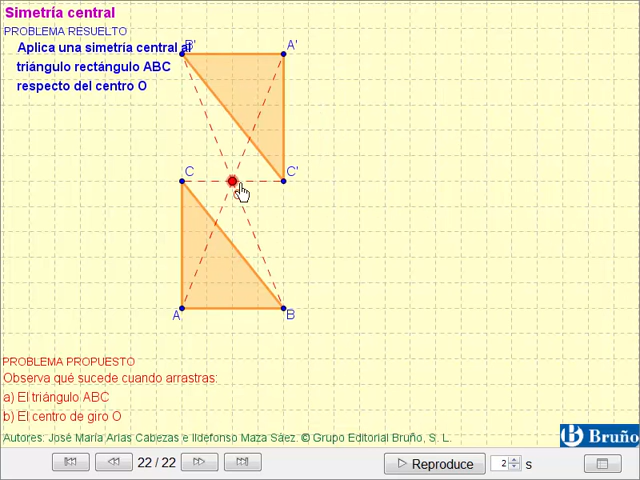 Simetría central
PROBLEMA RESUELTO
Aplica una simetría central al
triángulo rectángulo ABC
respecto del centro O
B'
A'
C
C'
A
B
PROBLEMA PROPUESTO
Observa qué sucede cuando arrastras:
a) El triángulo ABC
b) El centro de giro O
Autores: José María Arias Cabezas e Ildefonso Maza Sáez. © Grupo Editorial Bruño, S. L.
Bruño
22 / 22
Reproduce
2 s